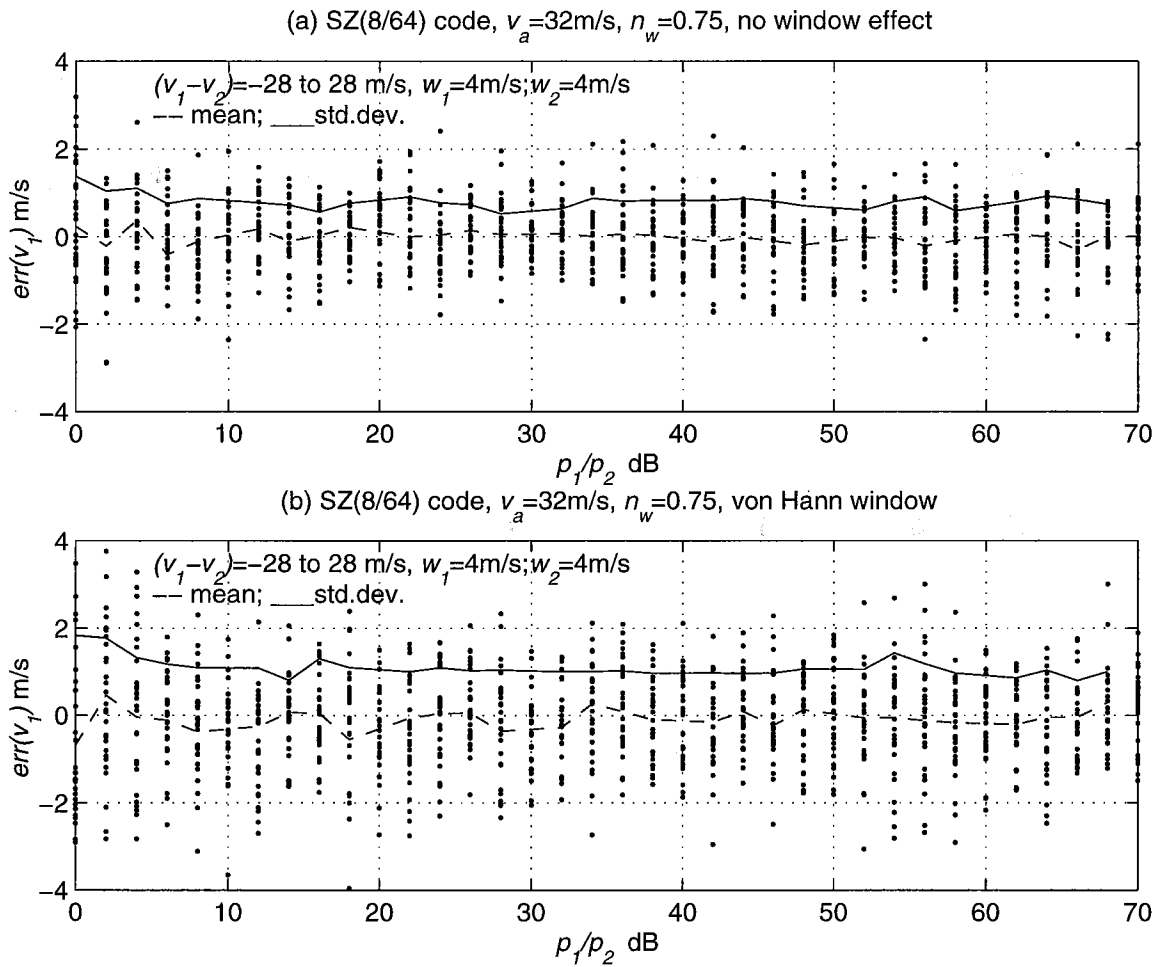 (a) SZ(8/64) code, v_a=32m/s, n_w=0.75, no window effect
4
(v_1−v_2)=−28 to 28 m/s, w_1=4m/s;w_2=4m/s
−− mean; ___std.dev.
2
0
−2
−4
err(v_1) m/s
0 10 20 30 40 50 60 70
p_1/p_2 dB
(b) SZ(8/64) code, v_a=32m/s, n_w=0.75, von Hann window
4
(v_1−v_2)=−28 to 28 m/s, w_1=4m/s;w_2=4m/s
−− mean; ___std.dev.
2
0
−2
−4
err(v_1) m/s
0 10 20 30 40 50 60 70
p_1/p_2 dB